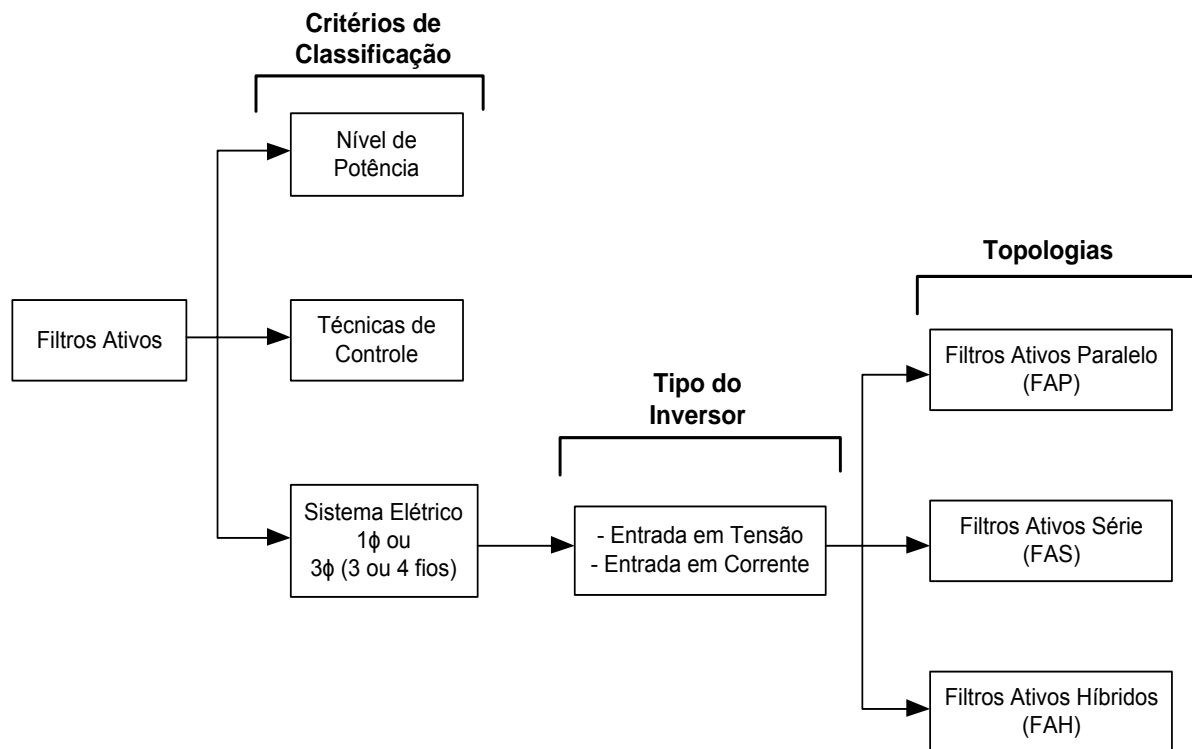 Critérios de
Classificação
Nível de
Potência
Filtros Ativos
Técnicas de
Controle
Sistema Elétrico
1ϕ ou
3ϕ (3 ou 4 fios)
Tipo do
Inversor
- Entrada em Tensão
- Entrada em Corrente
Topologias
Filtros Ativos Paralelo
(FAP)
Filtros Ativos Série
(FAS)
Filtros Ativos Híbridos
(FAH)